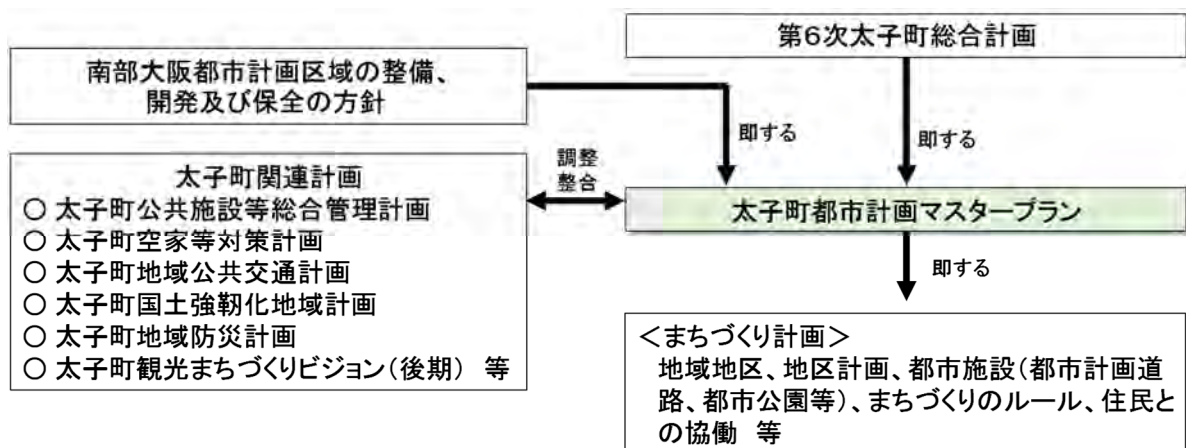 第6次太子町総合計画
南部大阪都市計画区域の整備、
開発及び保全の方針
即する
即する
調整
整合
太子町関連計画
○ 太子町公共施設等総合管理計画
○ 太子町空家等対策計画
○ 太子町地域公共交通計画
○ 太子町国土強靭化地域計画
○ 太子町地域防災計画
○ 太子町観光まちづくりビジョン(後期) 等
太子町都市計画マスタープラン
即する
<まちづくり計画>
地域地区、地区計画、都市施設(都市計画道
路、都市公園等)、まちづくりのルール、住民と
の協働 等